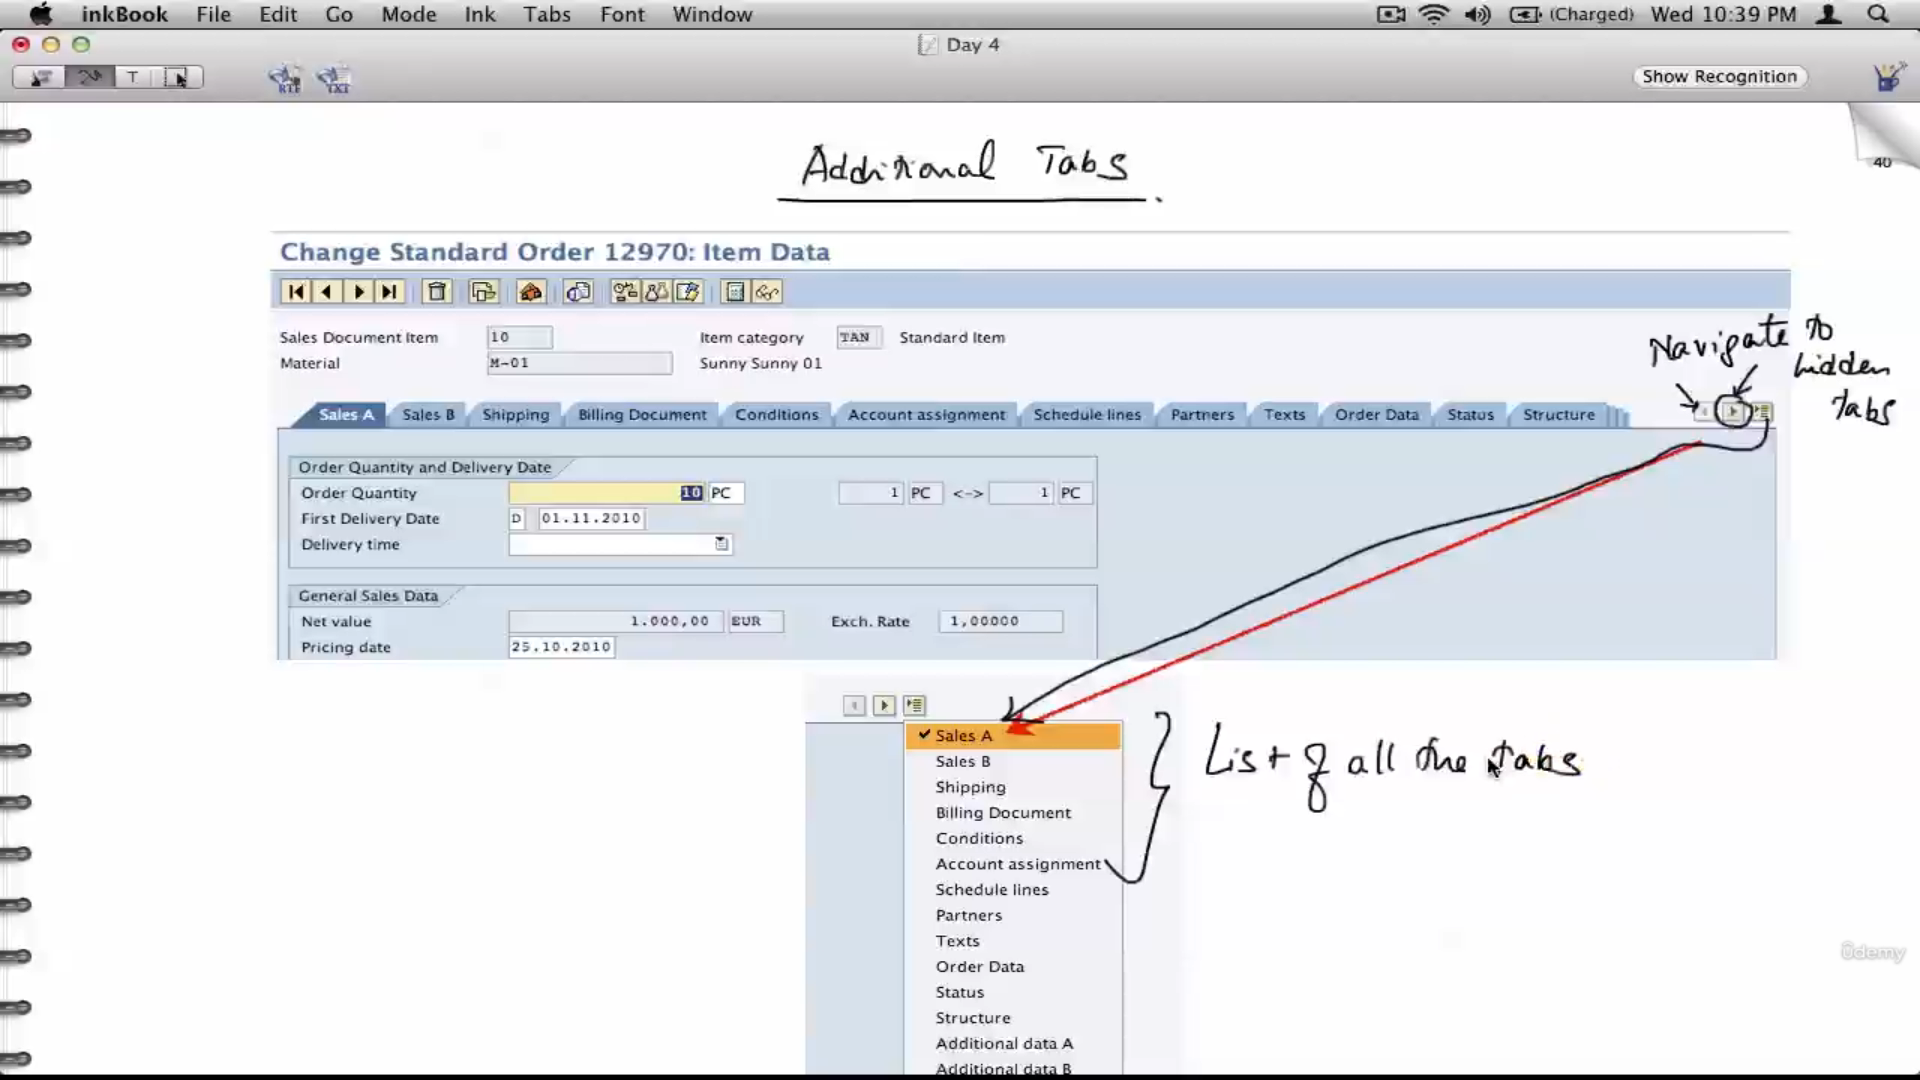 inkBook File Edit Go Mode Ink Tabs Font Window (Charged) Wed 10:39 PM
Day 4
T RTF TXT Show Recognition
40
Additional Tabs
Change Standard Order 12970: Item Data
Sales Document Item 10 Item category TAN Standard Item
Material M-01 Sunny Sunny 01
Navigate to
hidden
tabs
Sales A Sales B Shipping Billing Document Conditions Account assignment Schedule lines Partners Texts Order Data Status Structure
Order Quantity and Delivery Date
Order Quantity 10 PC 1 PC <-> 1 PC
First Delivery Date D 01.11.2010
Delivery time
General Sales Data
Net value 1.000,00 EUR Exch. Rate 1,00000
Pricing date 25.10.2010
Sales A
Sales B
Shipping
Billing Document
Conditions
Account assignment
Schedule lines
Partners
Texts
Order Data
Status
Structure
Additional data A
Additional data B
List of all the tabs
ûdemy